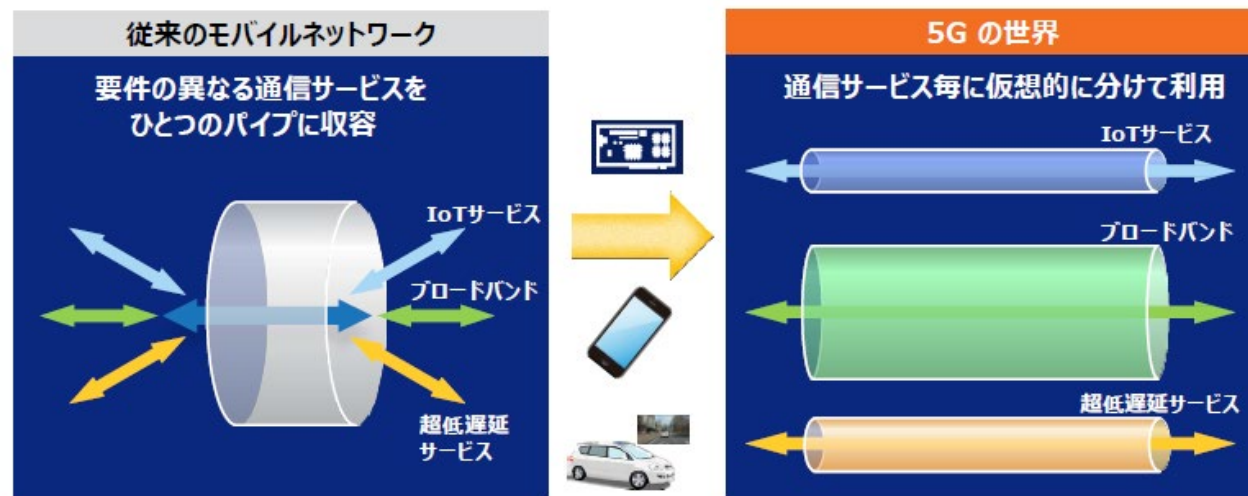 従来のモバイルネットワーク
要件の異なる通信サービスを
ひとつのパイプに収容
IoTサービス
ブロードバンド
超低遅延
サービス
5G の世界
通信サービス毎に仮想的に分けて利用
IoTサービス
ブロードバンド
超低遅延サービス